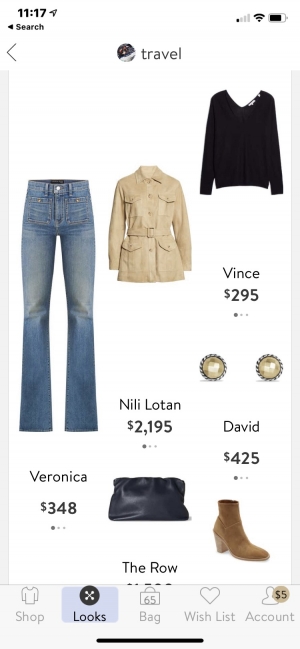 11:17
◀ Search
travel
Vince
$295
Nili Lotan
$2,195
David
$425
Veronica
$348
The Row
Shop
Looks
65
Bag
Wish List
$5
Account